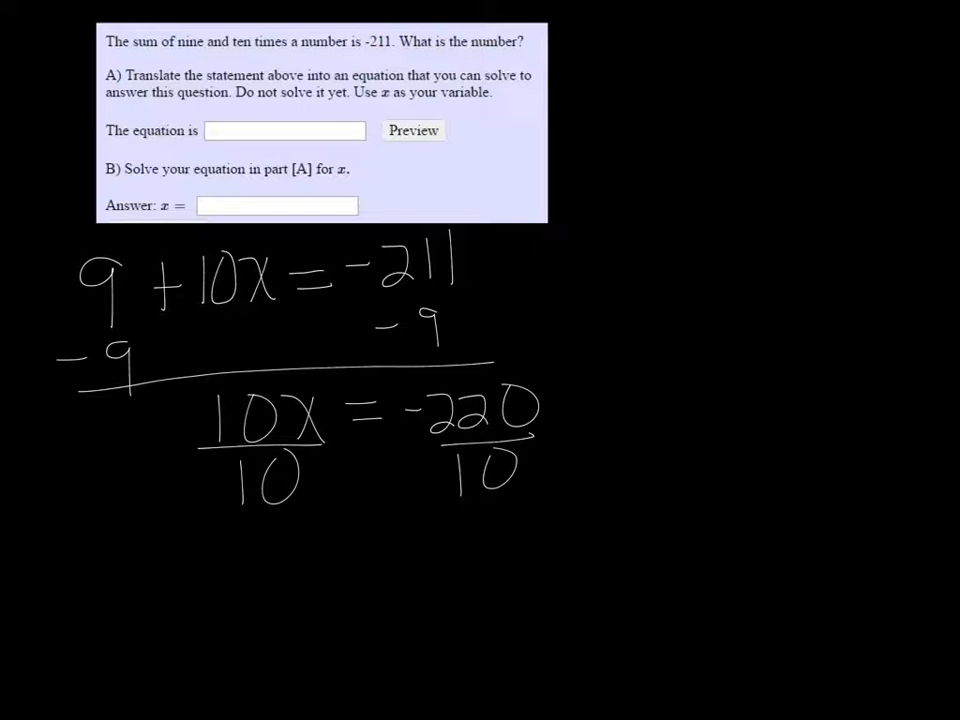 The sum of nine and ten times a number is -211. What is the number?
A) Translate the statement above into an equation that you can solve to
answer this question. Do not solve it yet. Use x as your variable.
The equation is Preview
B) Solve your equation in part [A] for x.
Answer: x =
9 + 10x = -211
-9 -9
10x = -220
10 10